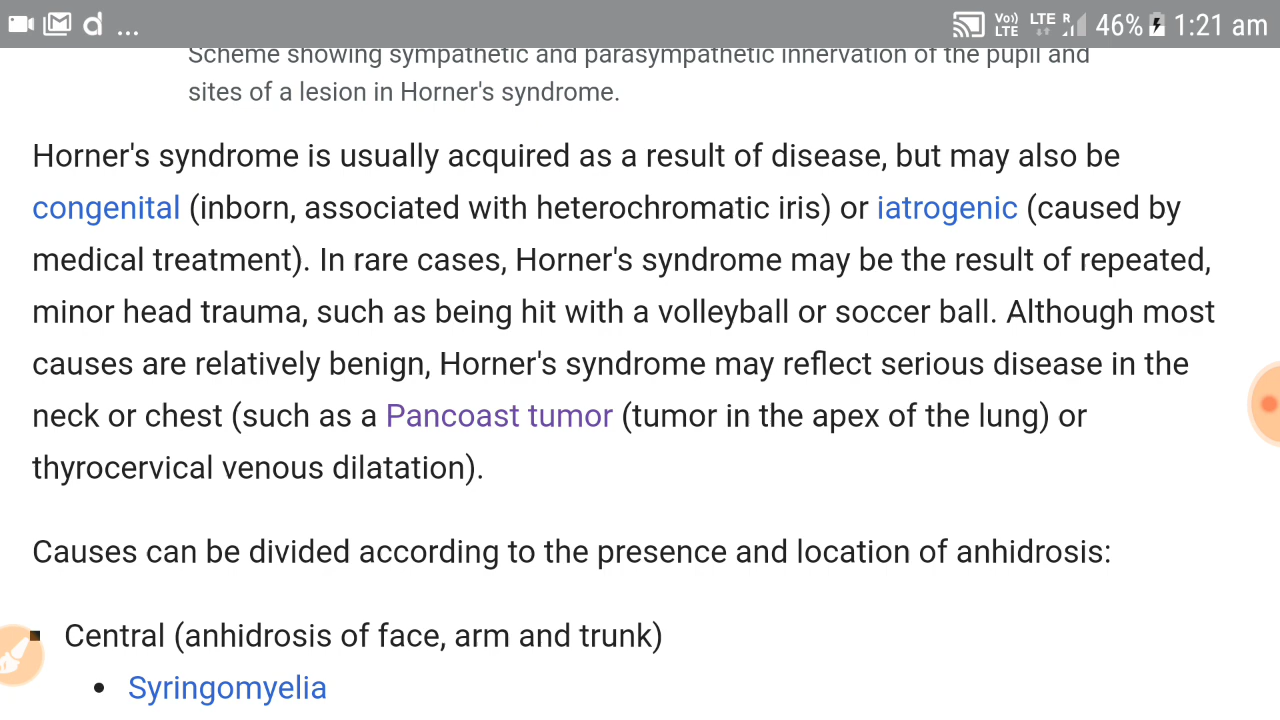 ... Vo)) LTE LTE R 46% 1:21 am
Scheme showing sympathetic and parasympathetic innervation of the pupil and
sites of a lesion in Horner's syndrome.
Horner's syndrome is usually acquired as a result of disease, but may also be
congenital (inborn, associated with heterochromatic iris) or iatrogenic (caused by
medical treatment). In rare cases, Horner's syndrome may be the result of repeated,
minor head trauma, such as being hit with a volleyball or soccer ball. Although most
causes are relatively benign, Horner's syndrome may reflect serious disease in the
neck or chest (such as a Pancoast tumor (tumor in the apex of the lung) or
thyrocervical venous dilatation).
Causes can be divided according to the presence and location of anhidrosis:
Central (anhidrosis of face, arm and trunk)
• Syringomyelia